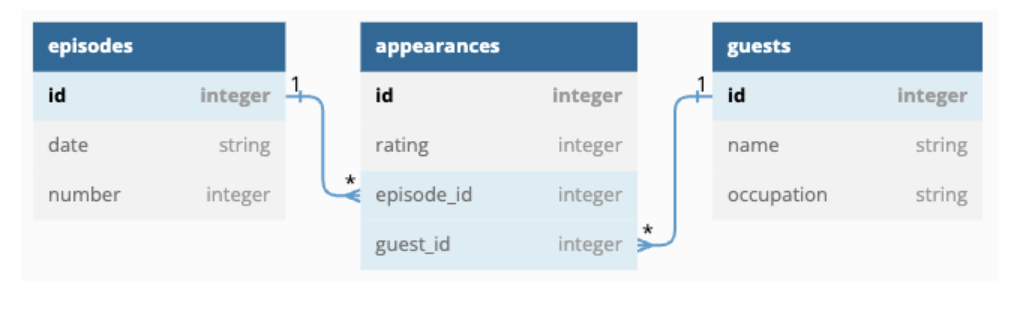 episodes
id integer
date string
number integer
1
*
appearances
id integer
rating integer
episode_id integer
guest_id integer
*
1
guests
id integer
name string
occupation string